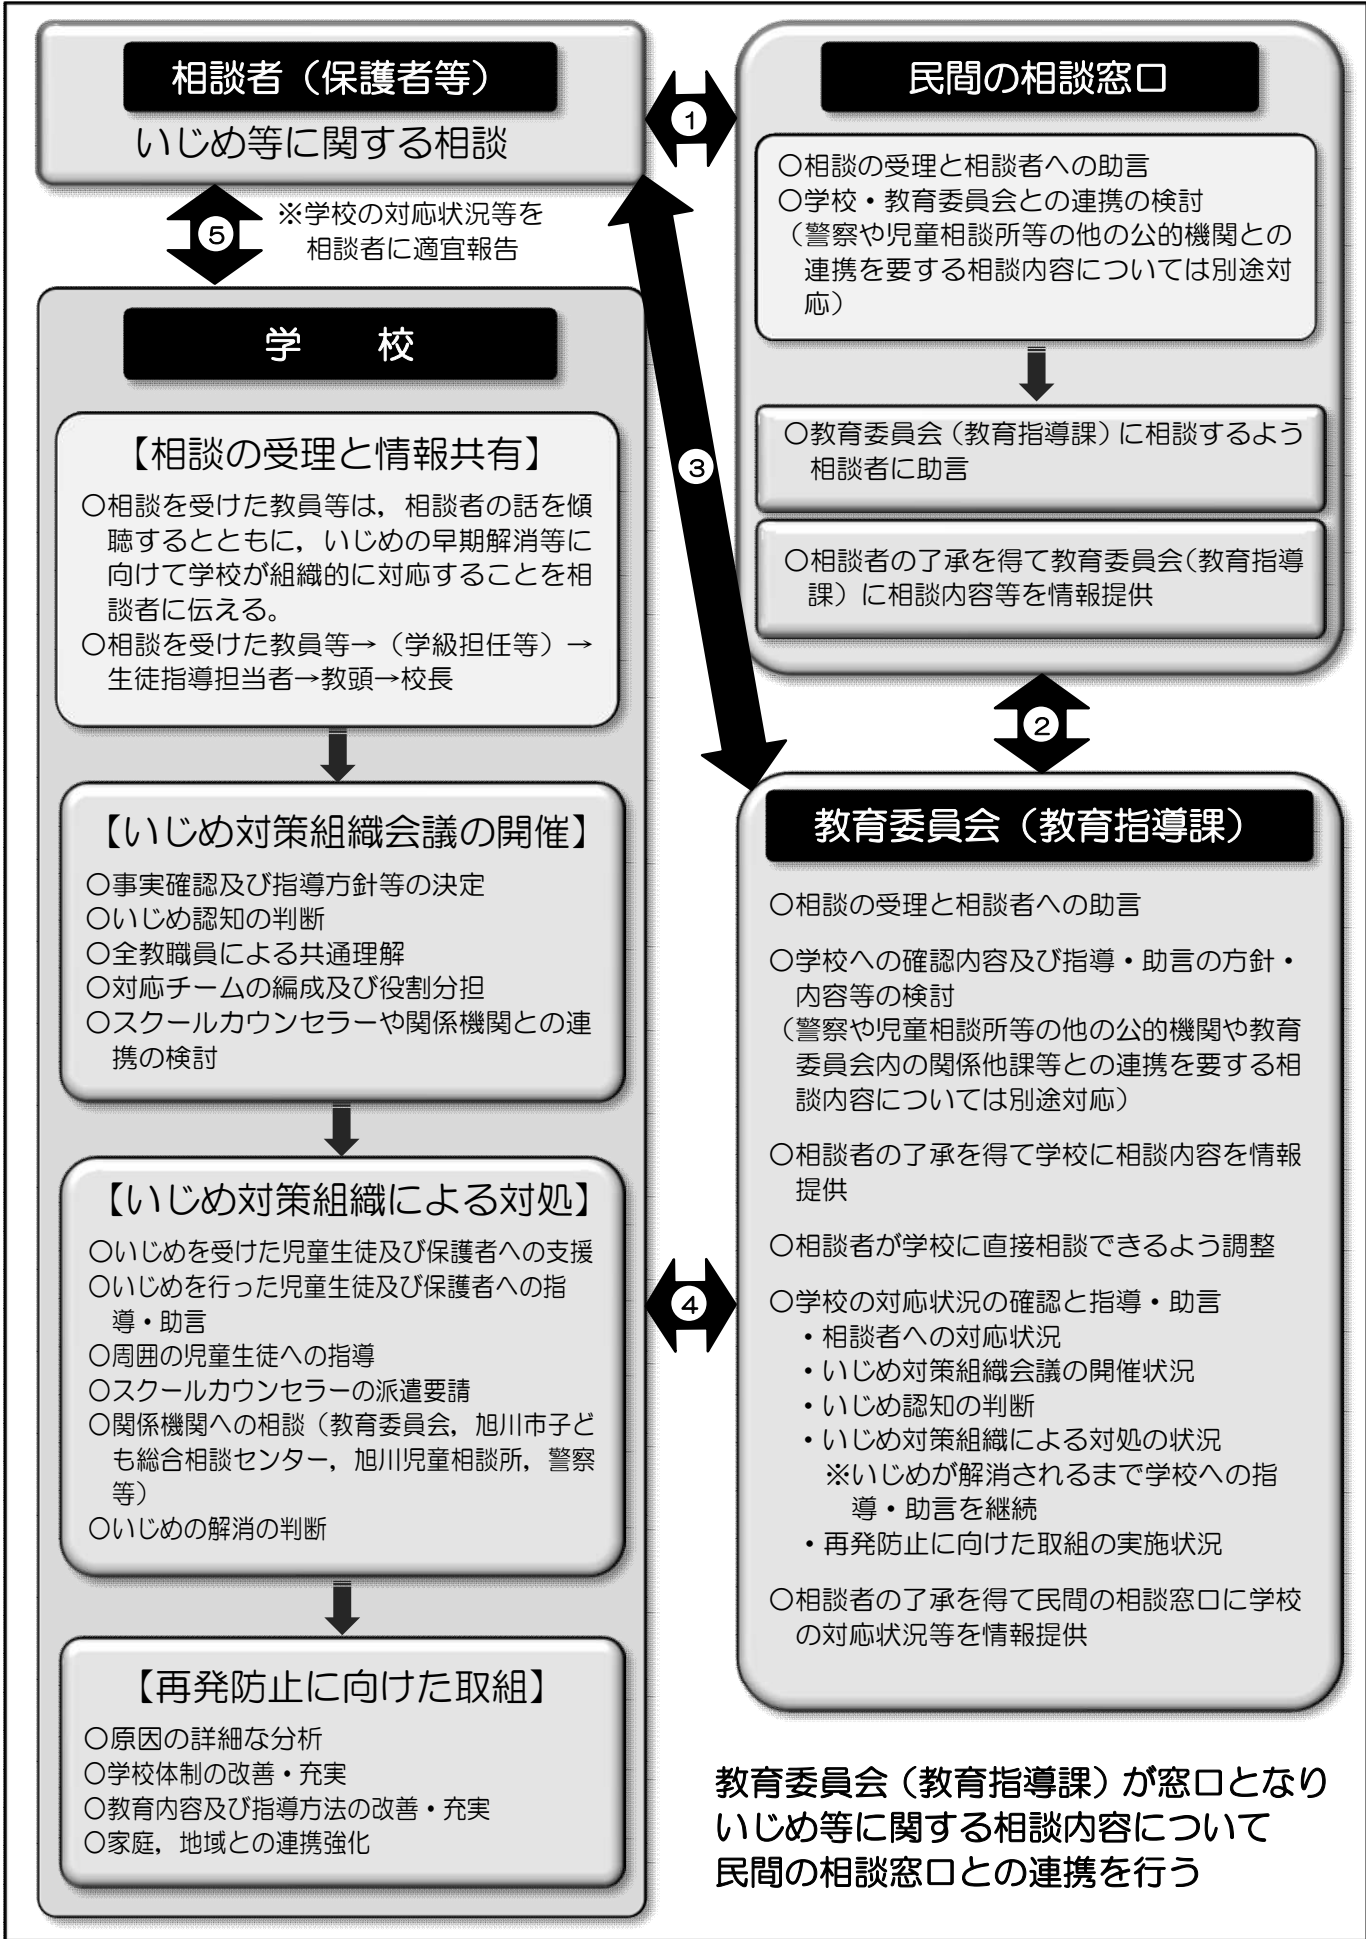 相談者（保護者等）
いじめ等に関する相談
①
民間の相談窓口
○相談の受理と相談者への助言
○学校・教育委員会との連携の検討
（警察や児童相談所等の他の公的機関との
連携を要する相談内容については別途対
応）
○教育委員会（教育指導課）に相談するよう
相談者に助言
○相談者の了承を得て教育委員会（教育指導
課）に相談内容等を情報提供
⑤
※学校の対応状況等を
相談者に適宜報告
③
②
学　校
【相談の受理と情報共有】
○相談を受けた教員等は，相談者の話を傾
聴するとともに，いじめの早期解消等に
向けて学校が組織的に対応することを相
談者に伝える。
○相談を受けた教員等→（学級担任等）→
生徒指導担当者→教頭→校長
【いじめ対策組織会議の開催】
○事実確認及び指導方針等の決定
○いじめ認知の判断
○全教職員による共通理解
○対応チームの編成及び役割分担
○スクールカウンセラーや関係機関との連
携の検討
【いじめ対策組織による対処】
○いじめを受けた児童生徒及び保護者への支援
○いじめを行った児童生徒及び保護者への指
導・助言
○周囲の児童生徒への指導
○スクールカウンセラーの派遣要請
○関係機関への相談（教育委員会，旭川市子ど
も総合相談センター，旭川児童相談所，警察
等）
○いじめの解消の判断
【再発防止に向けた取組】
○原因の詳細な分析
○学校体制の改善・充実
○教育内容及び指導方法の改善・充実
○家庭，地域との連携強化
④
教育委員会（教育指導課）
○相談の受理と相談者への助言
○学校への確認内容及び指導・助言の方針・
内容等の検討
（警察や児童相談所等の他の公的機関や教育
委員会内の関係他課等との連携を要する相
談内容については別途対応）
○相談者の了承を得て学校に相談内容を情報
提供
○相談者が学校に直接相談できるよう調整
○学校の対応状況の確認と指導・助言
・相談者への対応状況
・いじめ対策組織会議の開催状況
・いじめ認知の判断
・いじめ対策組織による対処の状況
※いじめが解消されるまで学校への指
導・助言を継続
・再発防止に向けた取組の実施状況
○相談者の了承を得て民間の相談窓口に学校
の対応状況等を情報提供
教育委員会（教育指導課）が窓口となり
いじめ等に関する相談内容について
民間の相談窓口との連携を行う